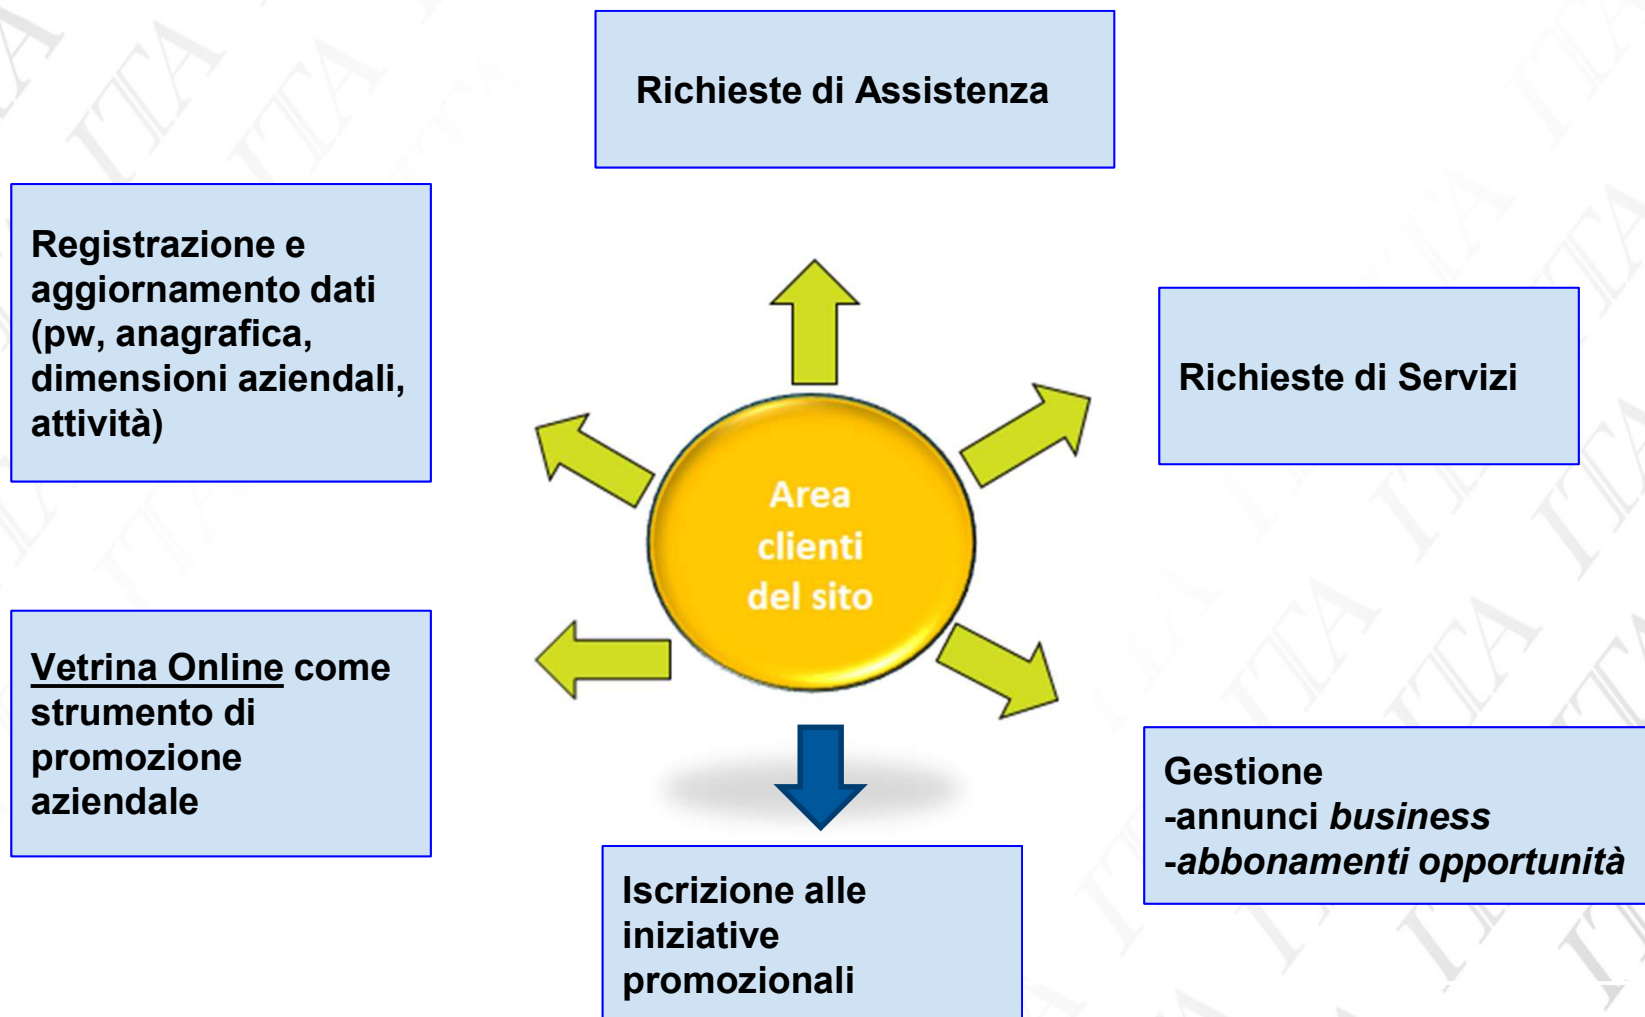 Richieste di Assistenza
Registrazione e
aggiornamento dati
(pw, anagrafica,
dimensioni aziendali,
attività)
Richieste di Servizi
Area
clienti
del sito
Vetrina Online come
strumento di
promozione
aziendale
Gestione
-annunci business
-abbonamenti opportunità
Iscrizione alle
iniziative
promozionali
ITA